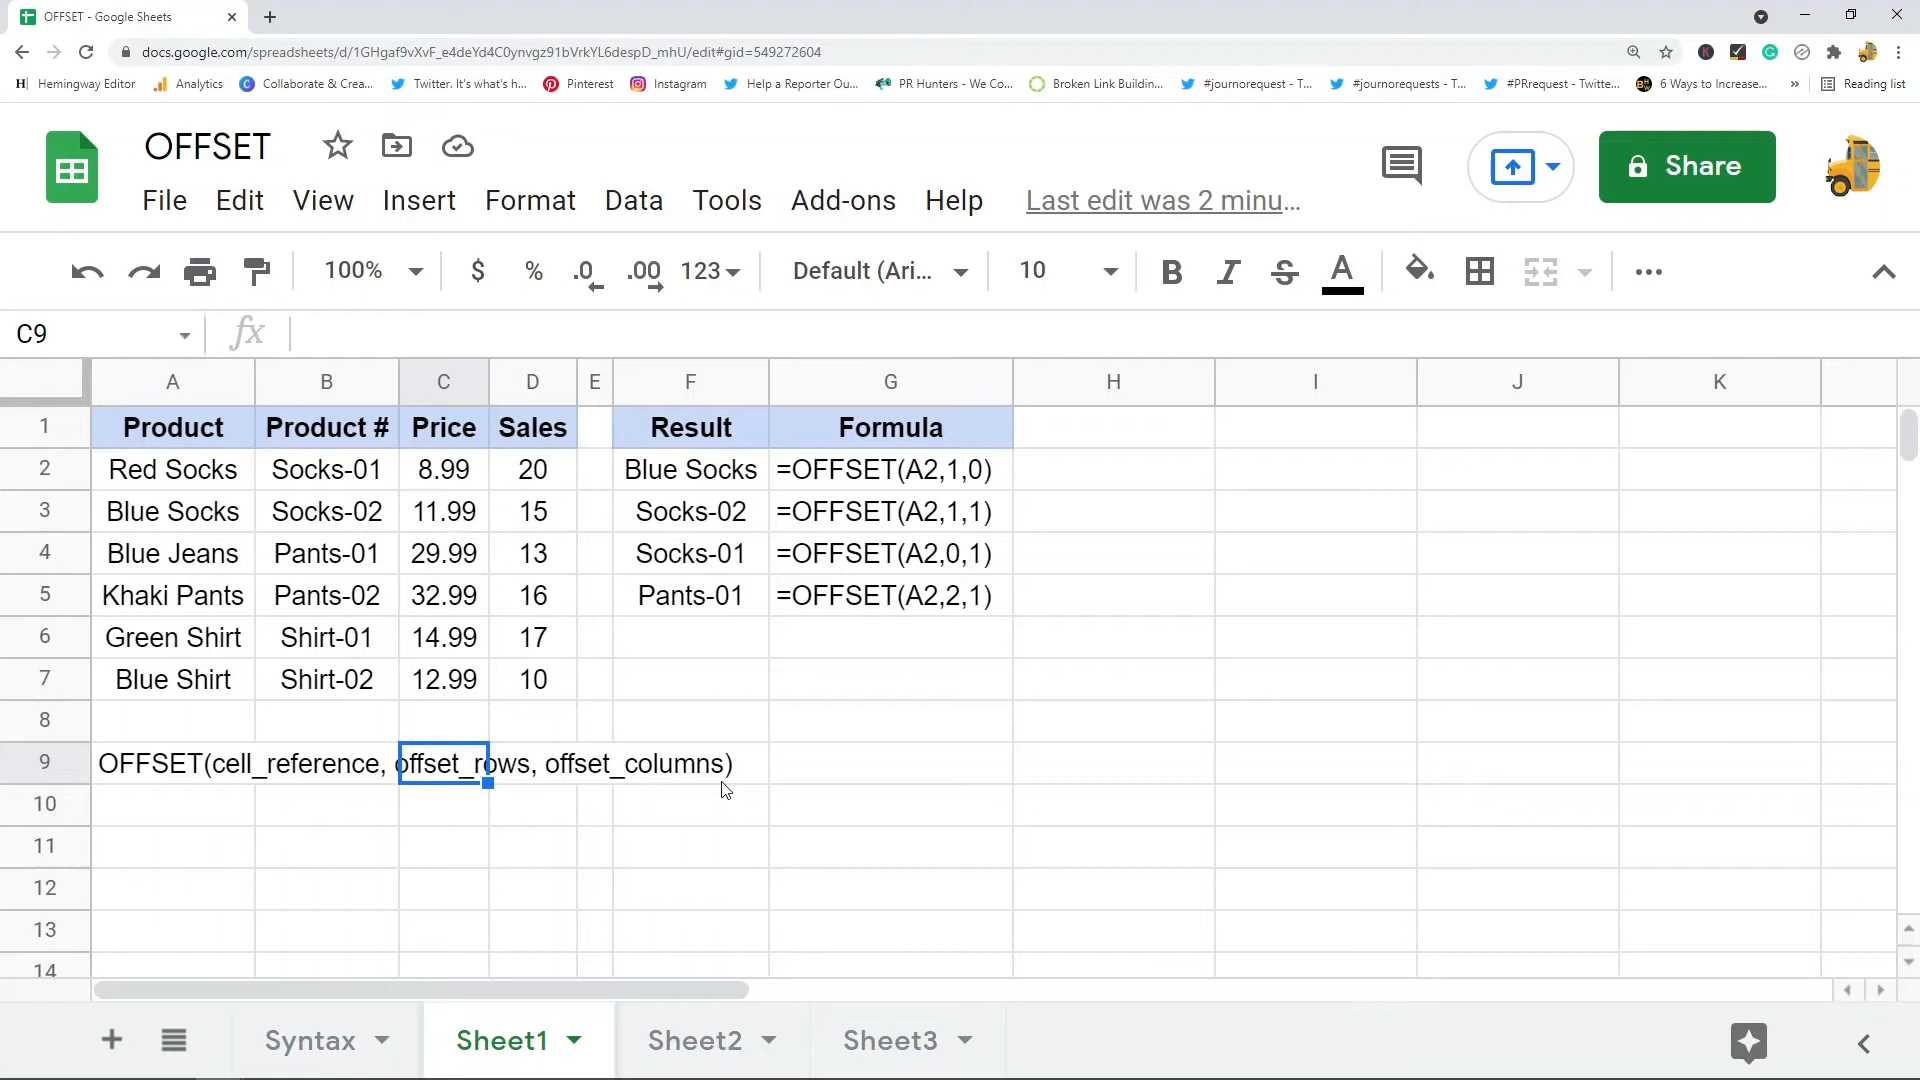 OFFSET - Google Sheets
docs.google.com/spreadsheets/d/1GHgaf9vXvF_e4deYd4C0ynvgz91bVrkYL6despD_mhU/edit#gid=549272604
Hemingway Editor Analytics Collaborate & Crea... Twitter. It's what's h... Pinterest Instagram Help a Reporter Ou... PR Hunters - We Co... Broken Link Building... #journorequest - T... #journorequests - T... #PRrequest - Twitte... 6 Ways to Increase... » Reading list
OFFSET
Share
File Edit View Insert Format Data Tools Add-ons Help Last edit was 2 minu...
100% $ % .0 .00 123 Default (Ari... 10 B I S A
C9 fx
A B C D E F G H I J K
1 Product Product # Price Sales Result Formula
2 Red Socks Socks-01 8.99 20 Blue Socks =OFFSET(A2,1,0)
3 Blue Socks Socks-02 11.99 15 Socks-02 =OFFSET(A2,1,1)
4 Blue Jeans Pants-01 29.99 13 Socks-01 =OFFSET(A2,0,1)
5 Khaki Pants Pants-02 32.99 16 Pants-01 =OFFSET(A2,2,1)
6 Green Shirt Shirt-01 14.99 17
7 Blue Shirt Shirt-02 12.99 10
8
9 OFFSET(cell_reference, offset_rows, offset_columns)
10
11
12
13
14
Syntax Sheet1 Sheet2 Sheet3